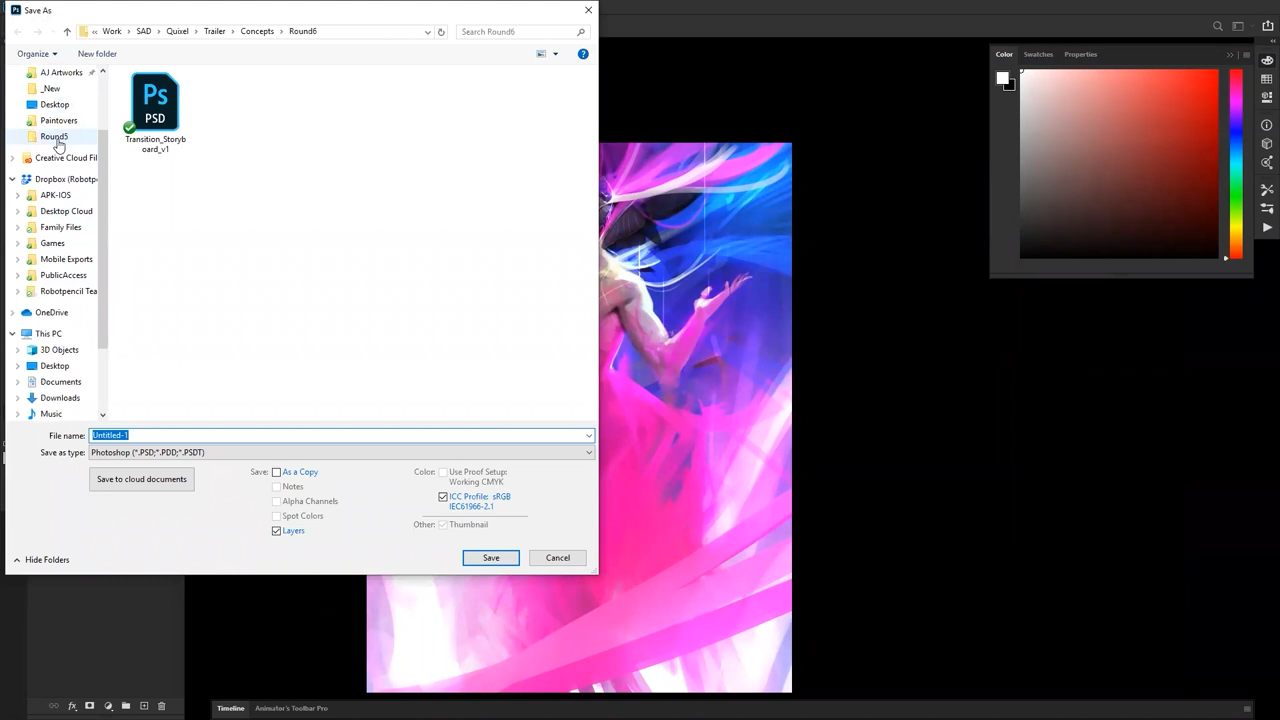 Save As
« Work > SAD > Quixel > Trailer > Concepts > Round6
Search Round6
Organize
New folder
AJ Artworks
_New
Desktop
Paintovers
Round5
Creative Cloud Fil
Dropbox (Robotp
APK-IOS
Desktop Cloud
Family Files
Games
Mobile Exports
PublicAccess
Robotpencil Tea
OneDrive
This PC
3D Objects
Desktop
Documents
Downloads
Music
Ps
PSD
Transition_Storyb
oard_v1
File name: Untitled-1
Save as type: Photoshop (*.PSD;*.PDD;*.PSDT)
Save to cloud documents
Save:
As a Copy
Notes
Alpha Channels
Spot Colors
Layers
Color:
Use Proof Setup:
Working CMYK
ICC Profile: sRGB
IEC61966-2.1
Other:
Thumbnail
Hide Folders
Save
Cancel
Color
Swatches
Properties
Timeline
Animator's Toolbar Pro